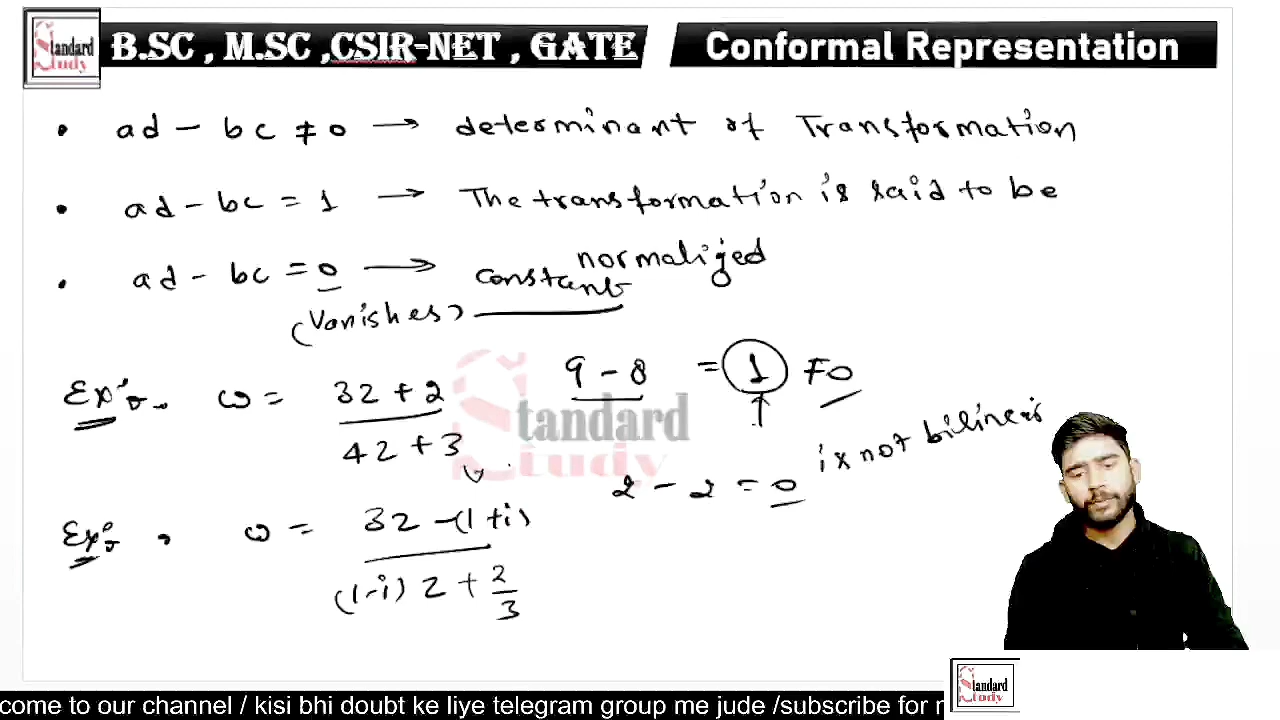 Standard Study
B.SC , M.SC ,CSIR-NET , GATE
Conformal Representation
• ad - bc ≠ 0 → determinant of Transformation
• ad - bc = 1 → The transformation is said to be
normalized
• ad - bc = 0 → constant
(Vanishes)
w = 3z + 2 / 4z + 3
9 - 8 = 1 ≠ 0
Standard Study
2 - 2 = 0 is not bilinear
w = 3z - (1+i) / (1-i) z + 2/3
Standard Study
come to our channel / kisi bhi doubt ke liye telegram group me jude /subscribe for